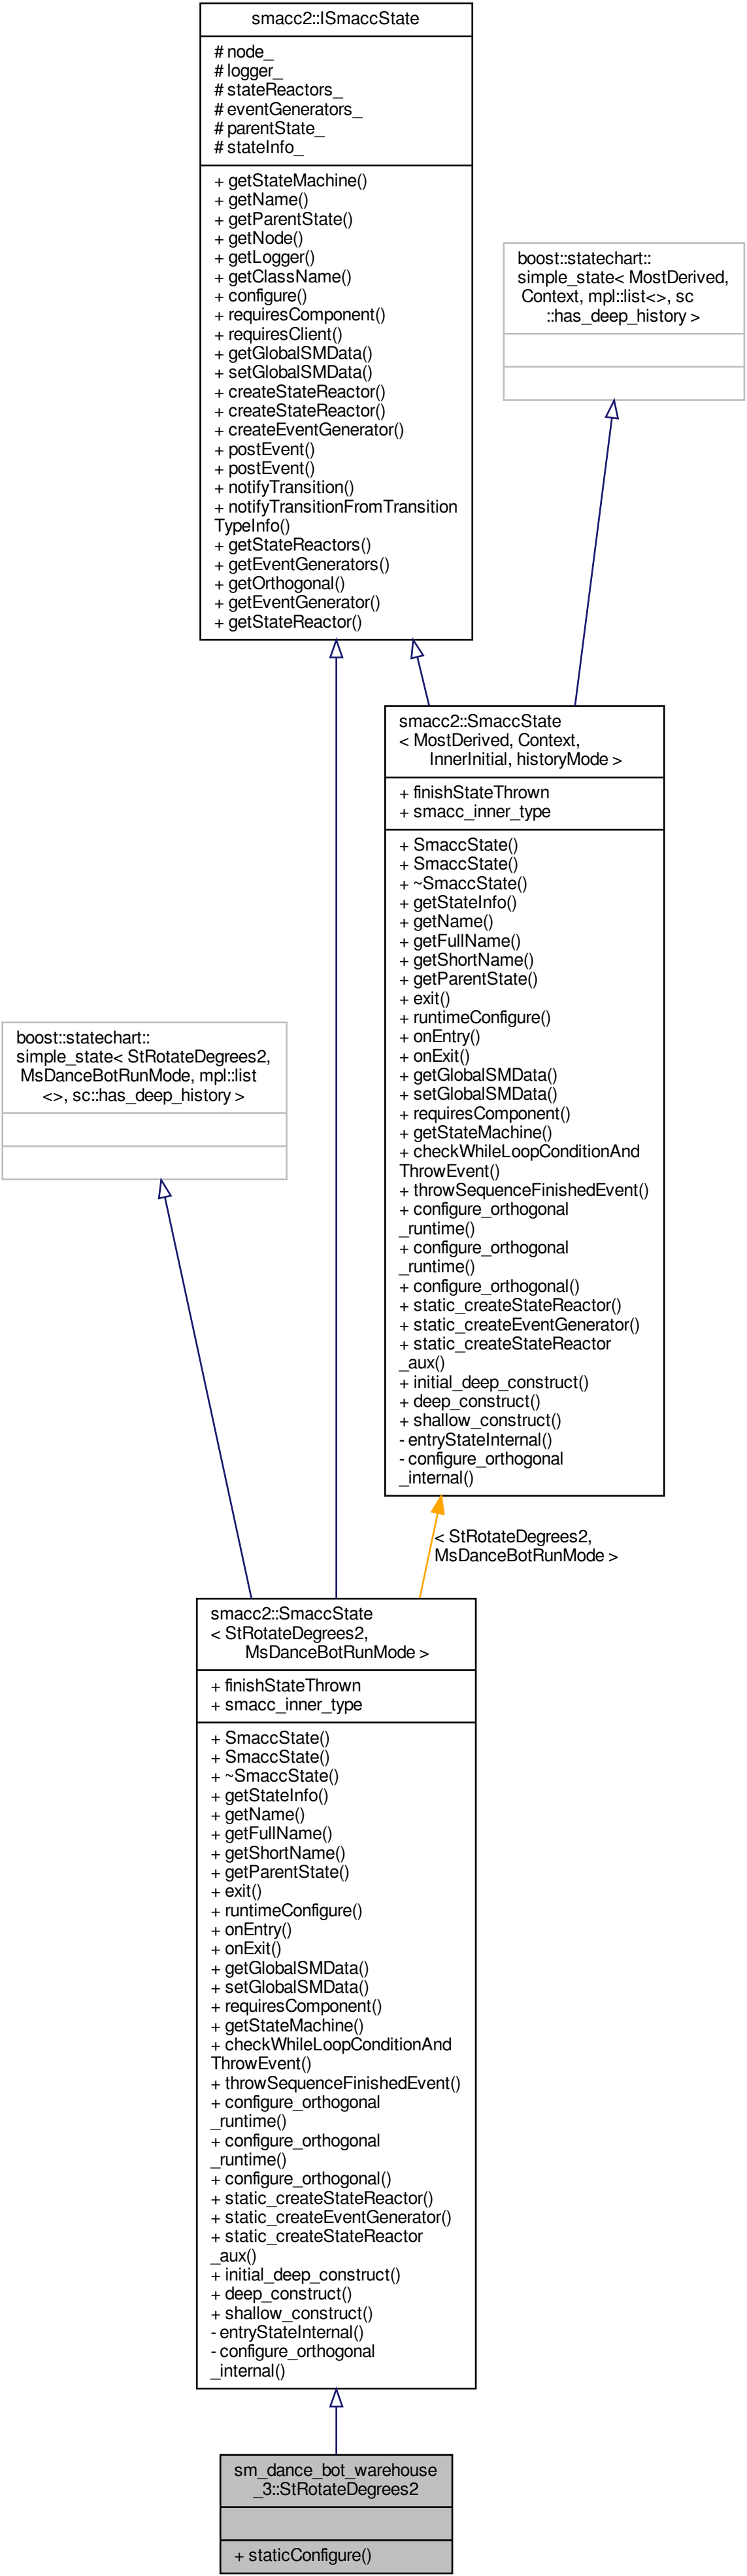 smacc2::ISmaccState
# node_
# logger_
# stateReactors_
# eventGenerators_
# parentState_
# stateInfo_
+ getStateMachine()
+ getName()
+ getParentState()
+ getNode()
+ getLogger()
+ getClassName()
+ configure()
+ requiresComponent()
+ requiresClient()
+ getGlobalSMData()
+ setGlobalSMData()
+ createStateReactor()
+ createStateReactor()
+ createEventGenerator()
+ postEvent()
+ postEvent()
+ notifyTransition()
+ notifyTransitionFromTransition
TypeInfo()
+ getStateReactors()
+ getEventGenerators()
+ getOrthogonal()
+ getEventGenerator()
+ getStateReactor()
boost::statechart::
simple_state< MostDerived,
Context, mpl::list<>, sc
::has_deep_history >
smacc2::SmaccState
< MostDerived, Context,
InnerInitial, historyMode >
+ finishStateThrown
+ smacc_inner_type
+ SmaccState()
+ SmaccState()
+ ~SmaccState()
+ getStateInfo()
+ getName()
+ getFullName()
+ getShortName()
+ getParentState()
+ exit()
+ runtimeConfigure()
+ onEntry()
+ onExit()
+ getGlobalSMData()
+ setGlobalSMData()
+ requiresComponent()
+ getStateMachine()
+ checkWhileLoopConditionAnd
ThrowEvent()
+ throwSequenceFinishedEvent()
+ configure_orthogonal
_runtime()
+ configure_orthogonal
_runtime()
+ configure_orthogonal()
+ static_createStateReactor()
+ static_createEventGenerator()
+ static_createStateReactor
_aux()
+ initial_deep_construct()
+ deep_construct()
+ shallow_construct()
- entryStateInternal()
- configure_orthogonal
_internal()
boost::statechart::
simple_state< StRotateDegrees2,
MsDanceBotRunMode, mpl::list
<>, sc::has_deep_history >
< StRotateDegrees2,
MsDanceBotRunMode >
smacc2::SmaccState
< StRotateDegrees2,
MsDanceBotRunMode >
+ finishStateThrown
+ smacc_inner_type
+ SmaccState()
+ SmaccState()
+ ~SmaccState()
+ getStateInfo()
+ getName()
+ getFullName()
+ getShortName()
+ getParentState()
+ exit()
+ runtimeConfigure()
+ onEntry()
+ onExit()
+ getGlobalSMData()
+ setGlobalSMData()
+ requiresComponent()
+ getStateMachine()
+ checkWhileLoopConditionAnd
ThrowEvent()
+ throwSequenceFinishedEvent()
+ configure_orthogonal
_runtime()
+ configure_orthogonal
_runtime()
+ configure_orthogonal()
+ static_createStateReactor()
+ static_createEventGenerator()
+ static_createStateReactor
_aux()
+ initial_deep_construct()
+ deep_construct()
+ shallow_construct()
- entryStateInternal()
- configure_orthogonal
_internal()
sm_dance_bot_warehouse
_3::StRotateDegrees2
+ staticConfigure()